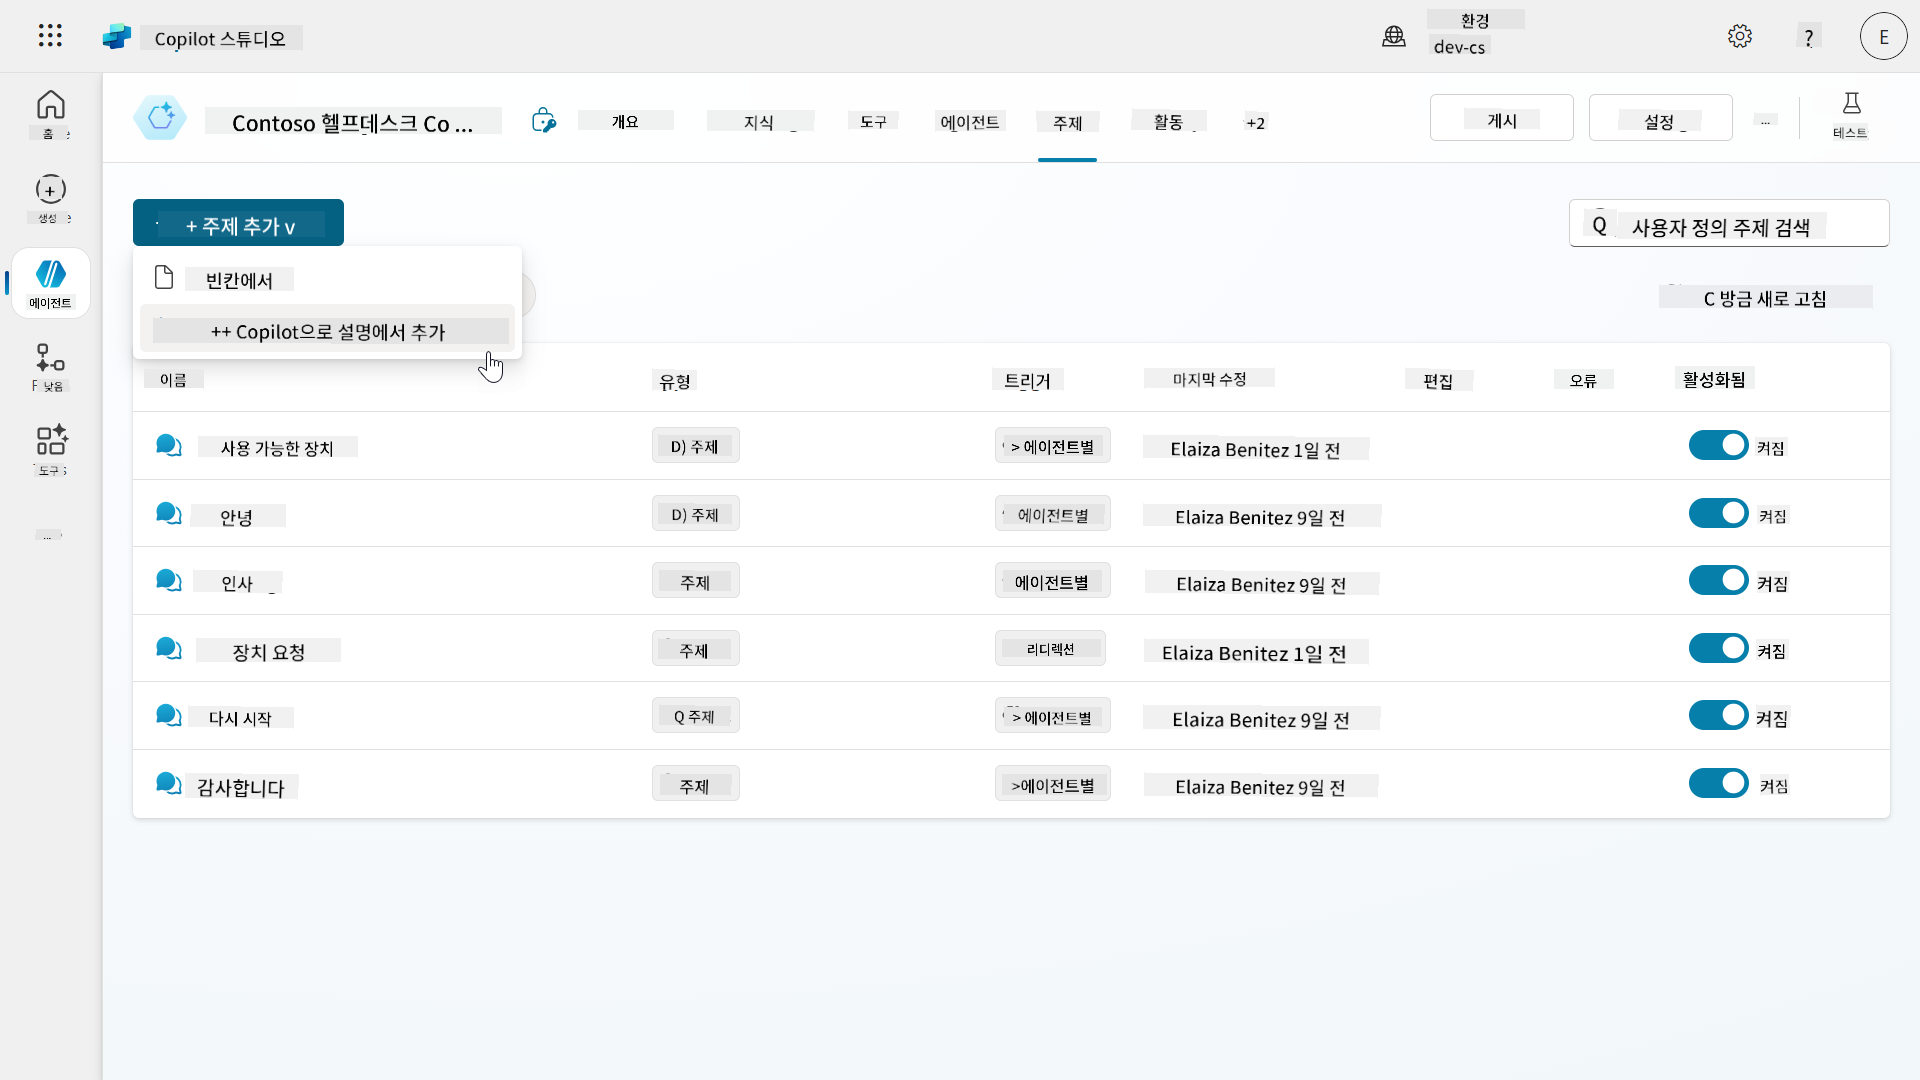 Copilot 스튜디오
환경
dev-cs
?
E
홈
생성
에이전트
낮음
도구
...
Contoso 헬프데스크 Co ...
개요
지식
도구
에이전트
주제
활동
+2
게시
설정
...
테스트
+ 주제 추가 v
Q 사용자 정의 주제 검색
빈칸에서
++ Copilot으로 설명에서 추가
C 방금 새로 고침
이름 유형 트리거 마지막 수정 편집 오류 활성화됨
사용 가능한 장치 D) 주제 > 에이전트별 Elaiza Benitez 1일 전 켜짐
안녕 D) 주제 에이전트별 Elaiza Benitez 9일 전 켜짐
인사 주제 에이전트별 Elaiza Benitez 9일 전 켜짐
장치 요청 주제 리디렉션 Elaiza Benitez 1일 전 켜짐
다시 시작 Q 주제 > 에이전트별 Elaiza Benitez 9일 전 켜짐
감사합니다 주제 >에이전트별 Elaiza Benitez 9일 전 켜짐